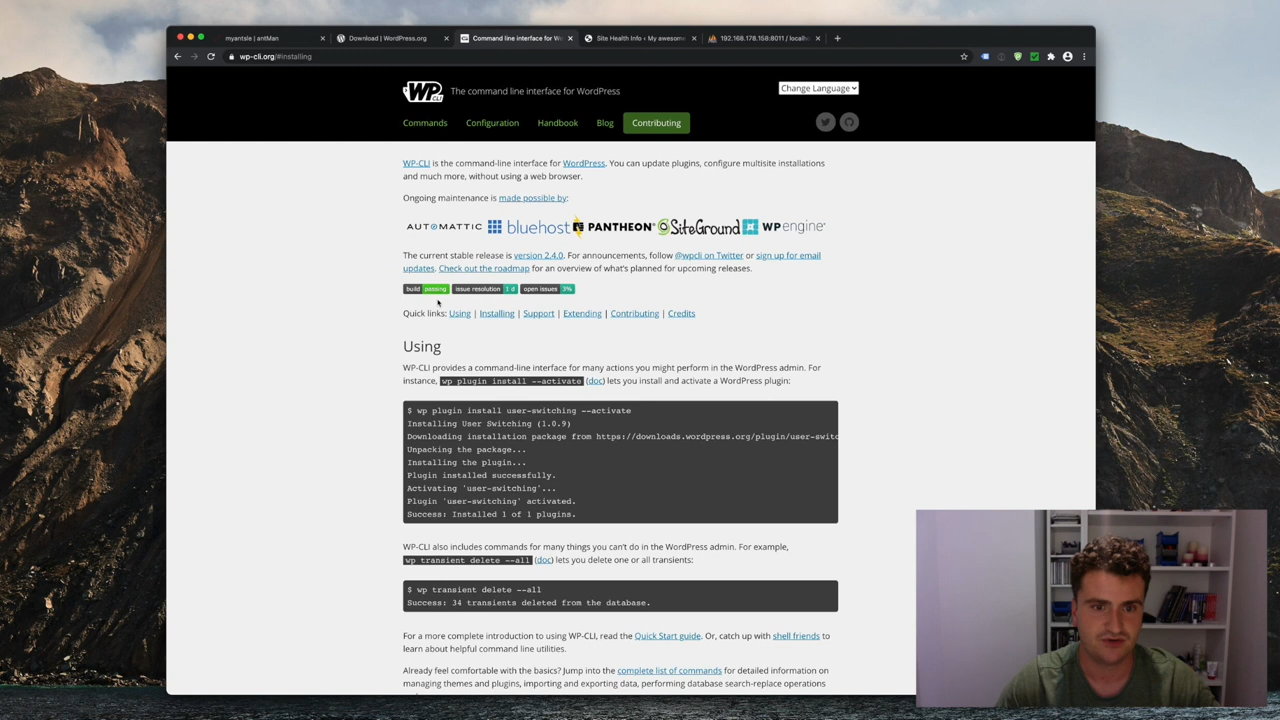 myantsle | antMan
Download | WordPress.org
Command line interface for W
Site Health Info ‹ My awesom
192.168.178.158:8011 / local
wp-cli.org/#installing
WP CLI
The command line interface for WordPress
Change Language
Commands
Configuration
Handbook
Blog
Contributing
WP-CLI is the command-line interface for WordPress. You can update plugins, configure multisite installations
and much more, without using a web browser.
Ongoing maintenance is made possible by:
AUTOMATTIC bluehost PANTHEON SiteGround WP engine
The current stable release is version 2.4.0. For announcements, follow @wpcli on Twitter or sign up for email
updates. Check out the roadmap for an overview of what's planned for upcoming releases.
build passing issue resolution 1 d open issues 3%
Quick links: Using | Installing | Support | Extending | Contributing | Credits
Using
WP-CLI provides a command-line interface for many actions you might perform in the WordPress admin. For
instance, wp plugin install --activate (doc) lets you install and activate a WordPress plugin:
$ wp plugin install user-switching --activate
Installing User Switching (1.0.9)
Downloading installation package from https://downloads.wordpress.org/plugin/user-switc
Unpacking the package...
Installing the plugin...
Plugin installed successfully.
Activating 'user-switching'...
Plugin 'user-switching' activated.
Success: Installed 1 of 1 plugins.
WP-CLI also includes commands for many things you can't do in the WordPress admin. For example,
wp transient delete --all (doc) lets you delete one or all transients:
$ wp transient delete --all
Success: 34 transients deleted from the database.
For a more complete introduction to using WP-CLI, read the Quick Start guide. Or, catch up with shell friends to
learn about helpful command line utilities.
Already feel comfortable with the basics? Jump into the complete list of commands for detailed information on
managing themes and plugins, importing and exporting data, performing database search-replace operations